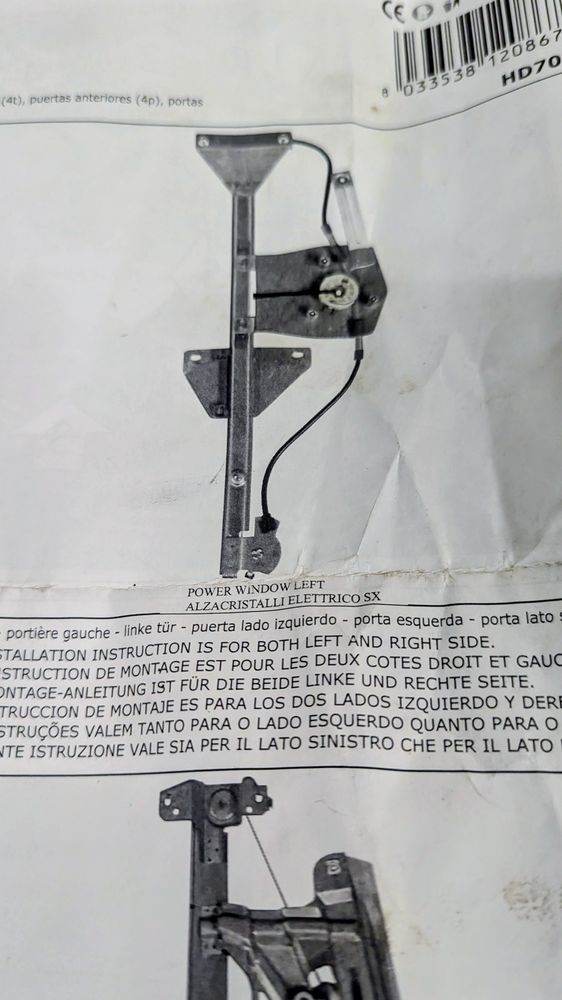 CE
8 033538 120867
HD70
(4t), puertas anteriores (4p), portas
POWER WINDOW LEFT
ALZACRISTALLI ELETTRICO SX
portière gauche - linke tür - puerta lado izquierdo - porta esquerda - porta lato s
STALLATION INSTRUCTION IS FOR BOTH LEFT AND RIGHT SIDE.
NSTRUCTION DE MONTAGE EST POUR LES DEUX COTES DROIT ET GAUC
ONTAGE-ANLEITUNG IST FÜR DIE BEIDE LINKE UND RECHTE SEITE.
TRUCCION DE MONTAJE ES PARA LOS DOS LADOS IZQUIERDO Y DERE
STRUÇÕES VALEM TANTO PARA O LADO ESQUERDO QUANTO PARA O
NTE ISTRUZIONE VALE SIA PER IL LATO SINISTRO CHE PER IL LATO
B